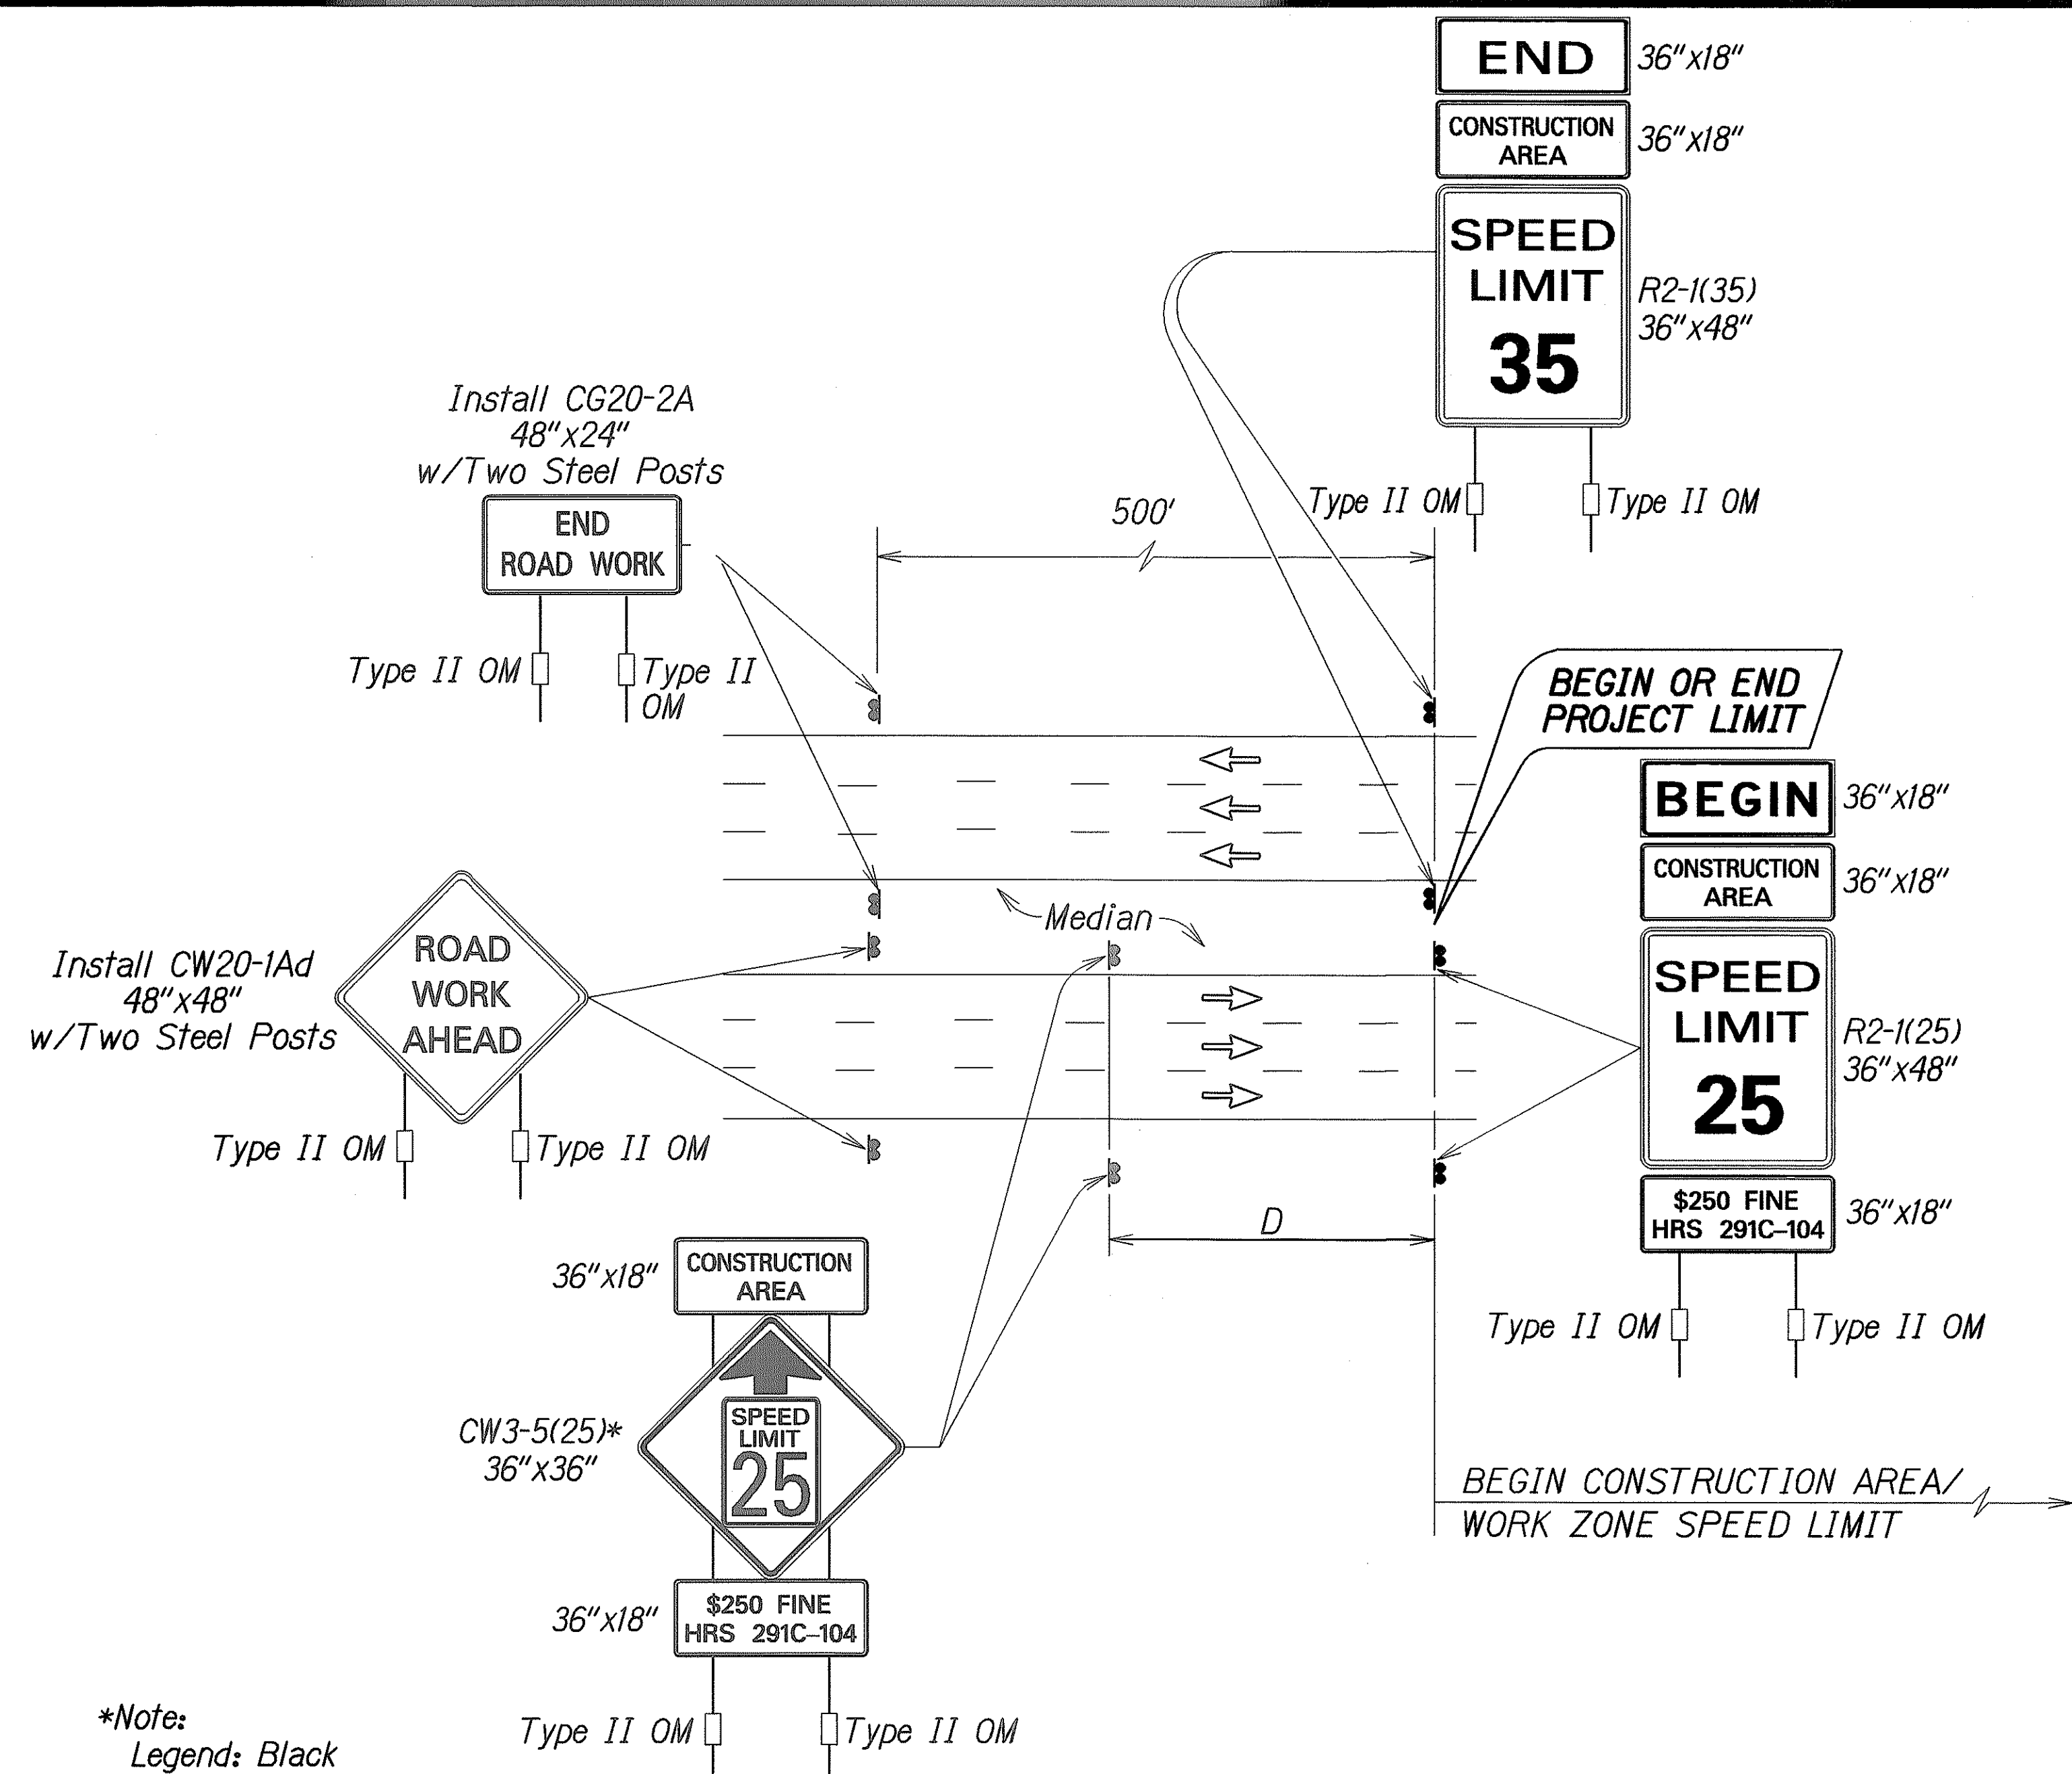 END
36"x18"
CONSTRUCTION
AREA
36"x18"
SPEED
LIMIT
35
R2-1(35)
36"x48"
Type II OM
Type II OM
Install CG20-2A
48"x24"
w/Two Steel Posts
END
ROAD WORK
Type II OM
Type II
OM
500'
BEGIN OR END
PROJECT LIMIT
BEGIN
36"x18"
CONSTRUCTION
AREA
36"x18"
SPEED
LIMIT
25
R2-1(25)
36"x48"
$250 FINE
HRS 291C-104
36"x18"
Type II OM
Type II OM
Median
Install CW20-1Ad
48"x48"
w/Two Steel Posts
ROAD
WORK
AHEAD
Type II OM
Type II OM
D
36"x18"
CONSTRUCTION
AREA
CW3-5(25)*
36"x36"
SPEED
LIMIT
25
36"x18"
$250 FINE
HRS 291C-104
Type II OM
Type II OM
BEGIN CONSTRUCTION AREA/
WORK ZONE SPEED LIMIT
*Note:
Legend: Black